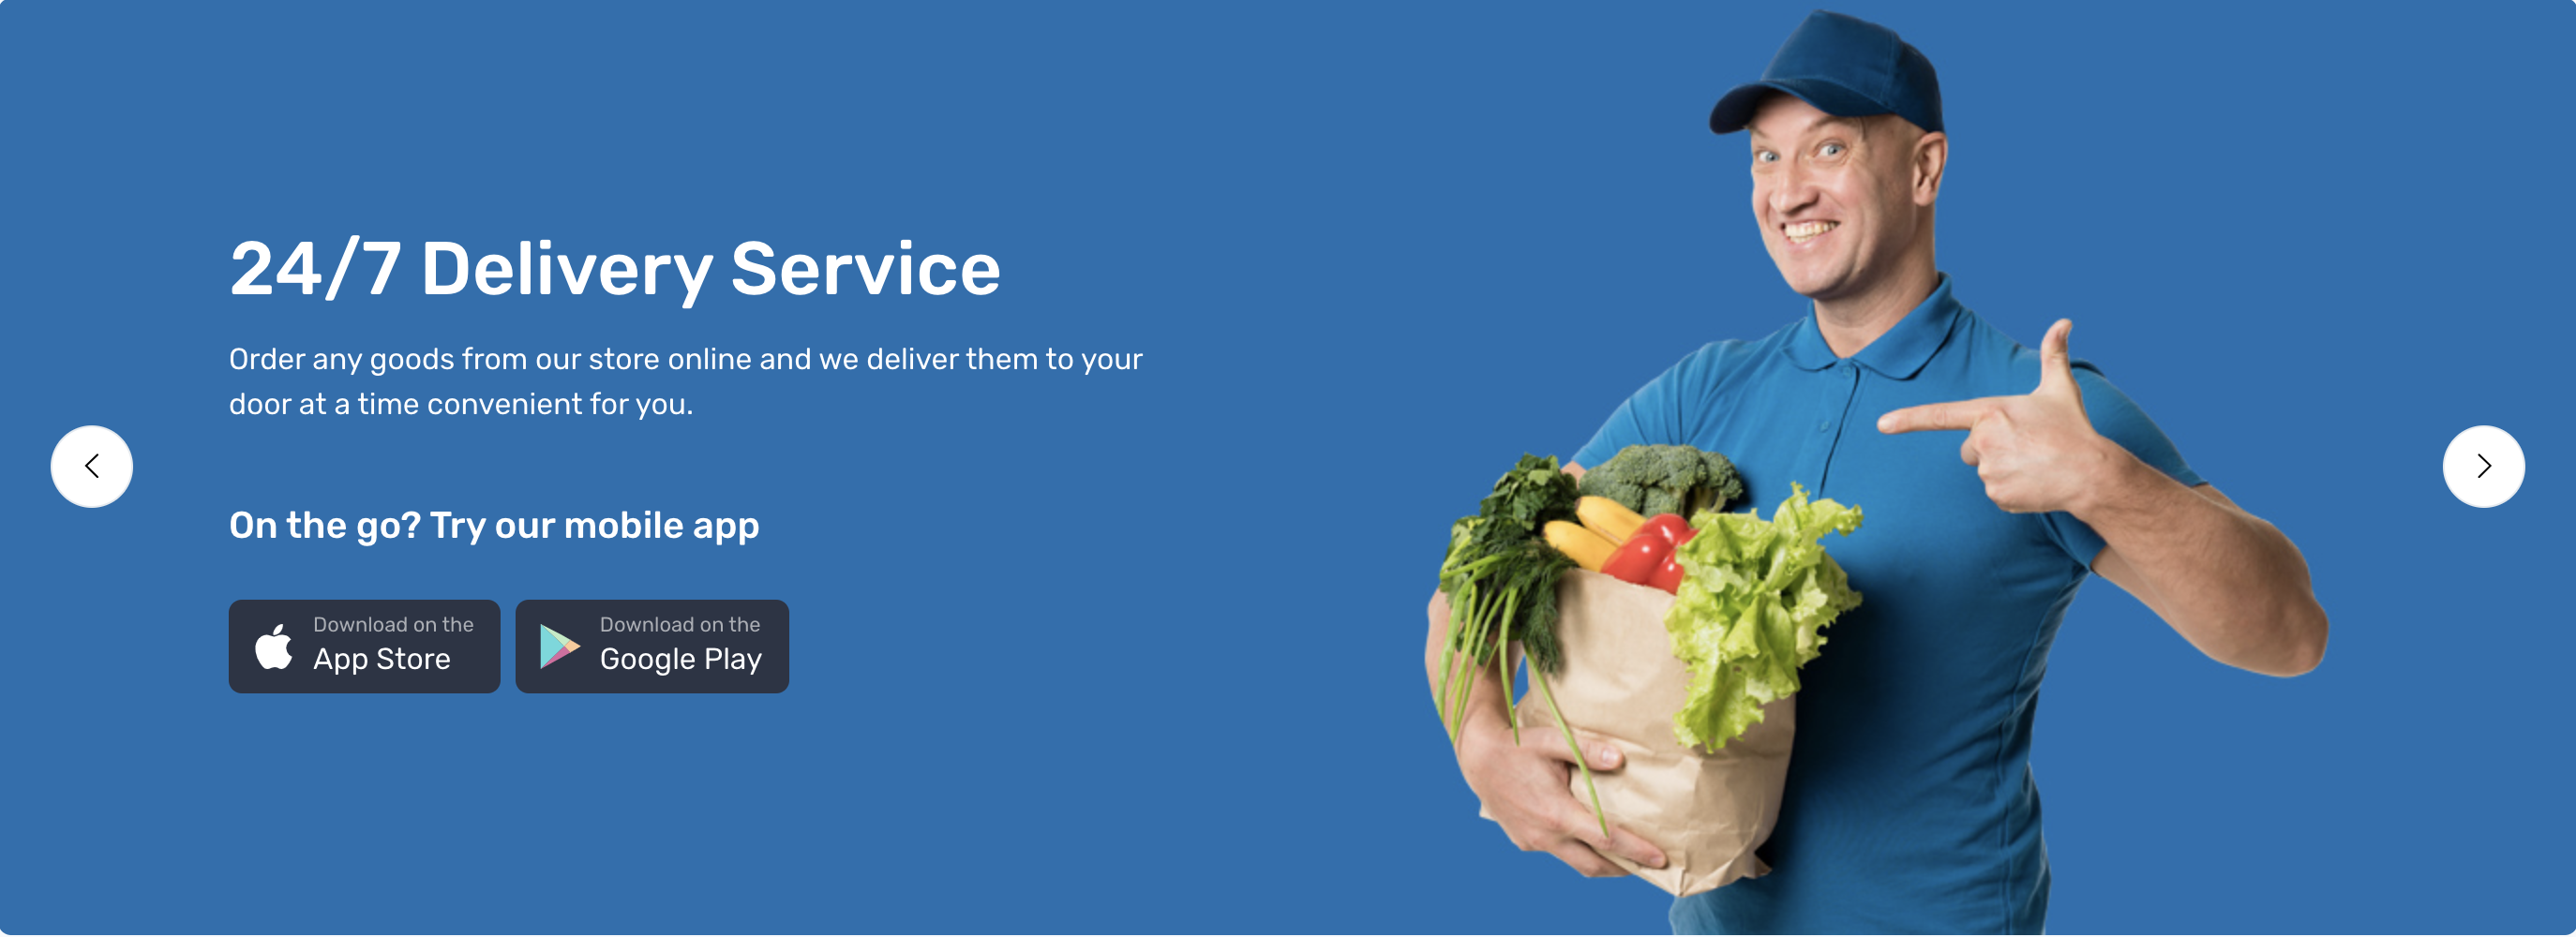 24/7 Delivery Service
Order any goods from our store online and we deliver them to your
door at a time convenient for you.
On the go? Try our mobile app
Download on the
App Store
Download on the
Google Play